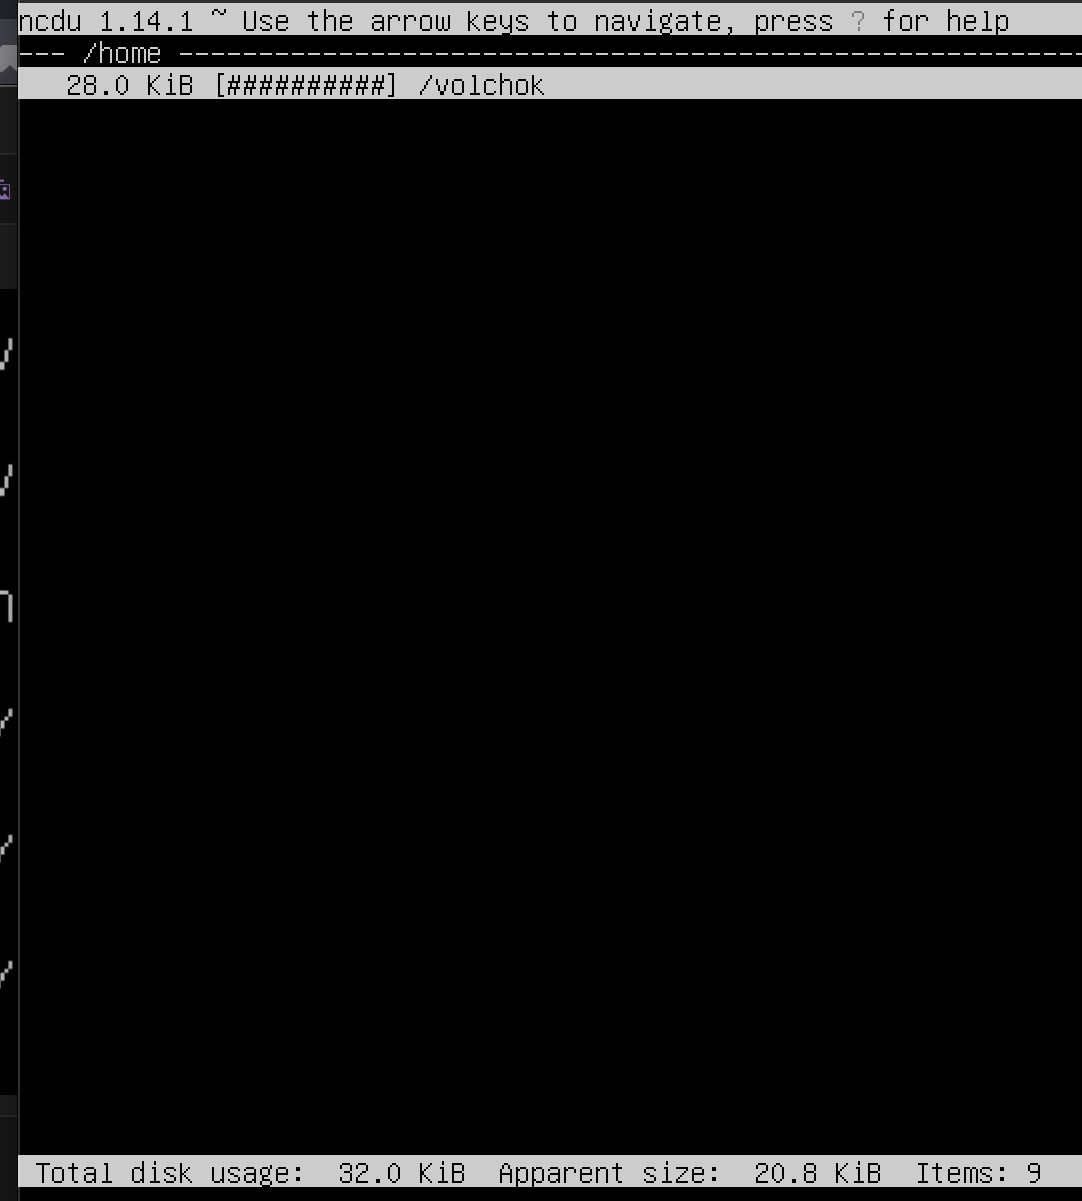 ncdu 1.14.1 ~ Use the arrow keys to navigate, press ? for help
--- /home ---------------------------------------------------------
28.0 KiB [##########] /volchok
Total disk usage: 32.0 KiB Apparent size: 20.8 KiB Items: 9